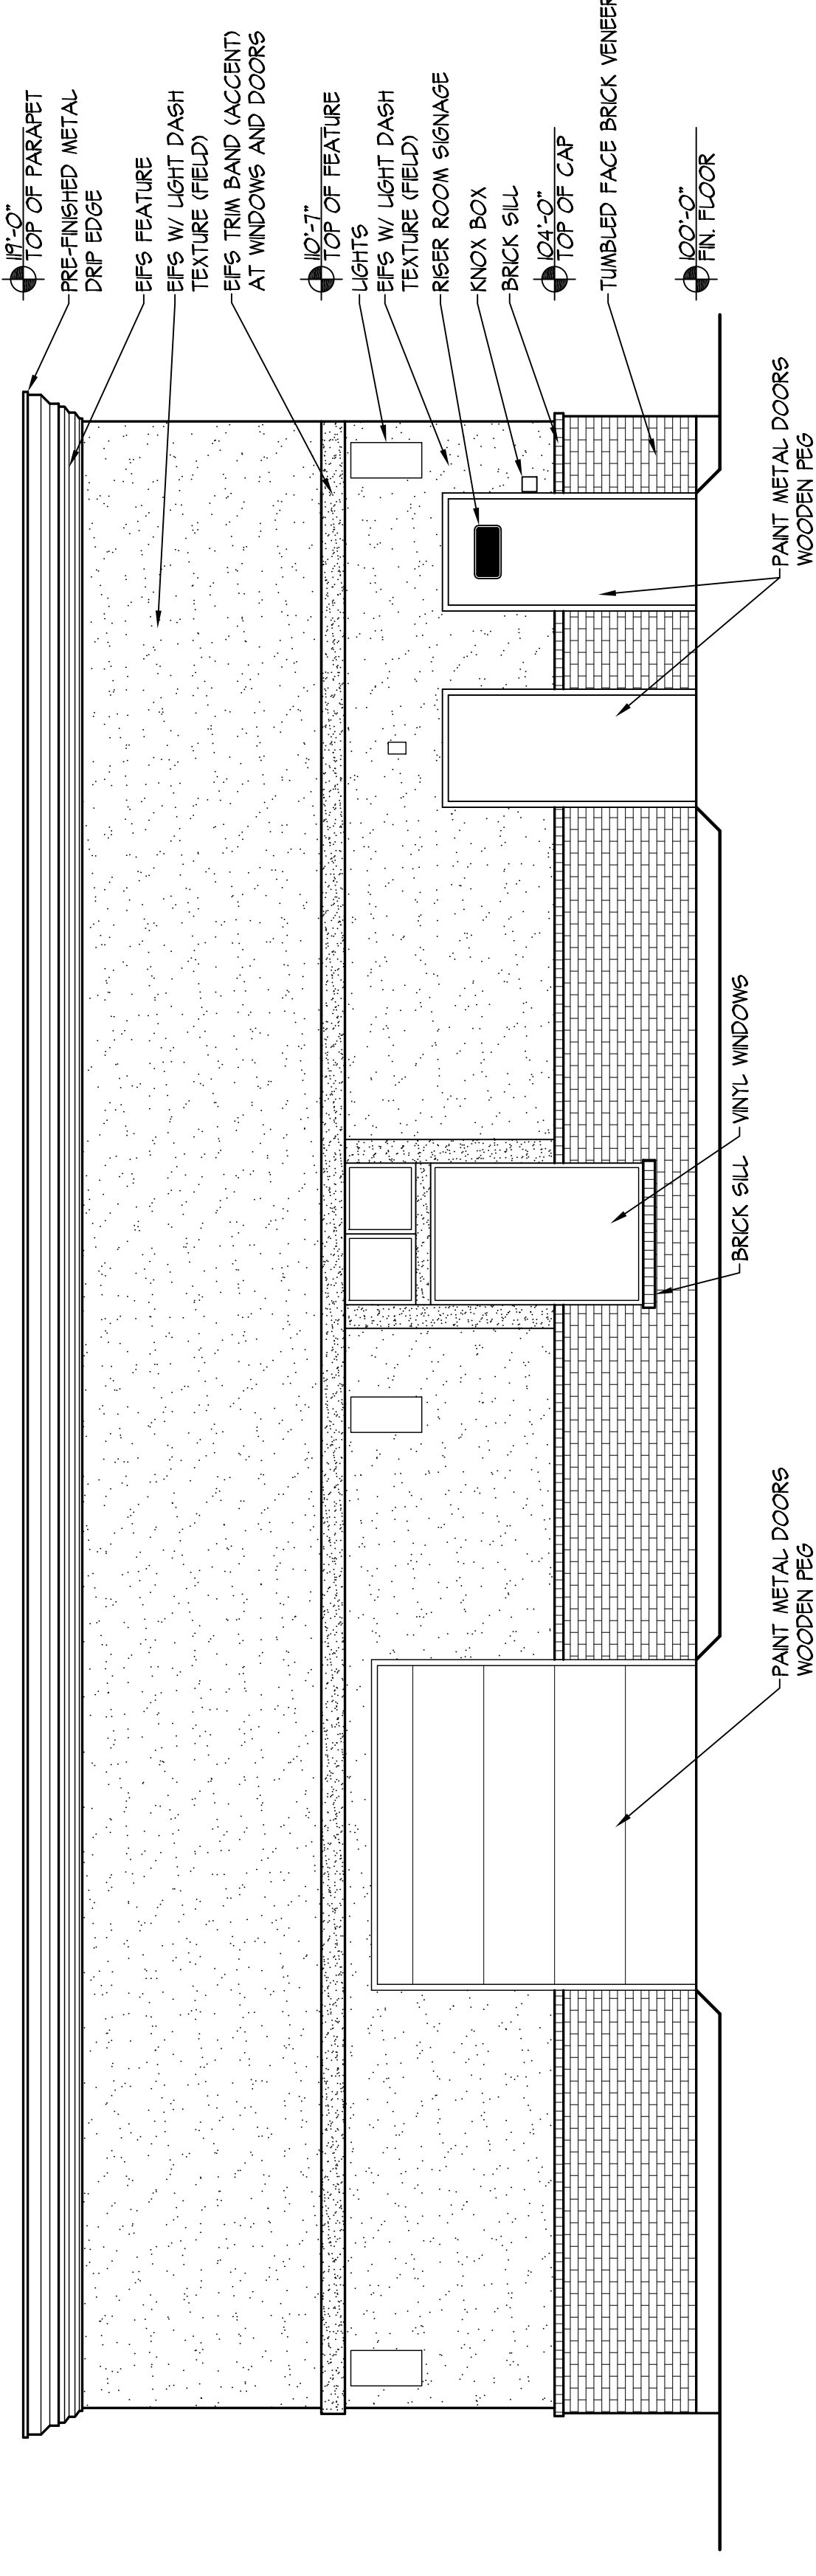 119'-0"
TOP OF PARAPET
PRE-FINISHED METAL
DRIP EDGE
EIFS FEATURE
EIFS W/ LIGHT DASH
TEXTURE (FIELD)
EIFS TRIM BAND (ACCENT)
AT WINDOWS AND DOORS
110'-7"
TOP OF FEATURE
LIGHTS
EIFS W/ LIGHT DASH
TEXTURE (FIELD)
RISER ROOM SIGNAGE
KNOX BOX
BRICK SILL
104'-0"
TOP OF CAP
TUMBLED FACE BRICK VENEER
100'-0"
FIN. FLOOR
PAINT METAL DOORS
WOODEN PEG
BRICK SILL
VINYL WINDOWS
PAINT METAL DOORS
WOODEN PEG